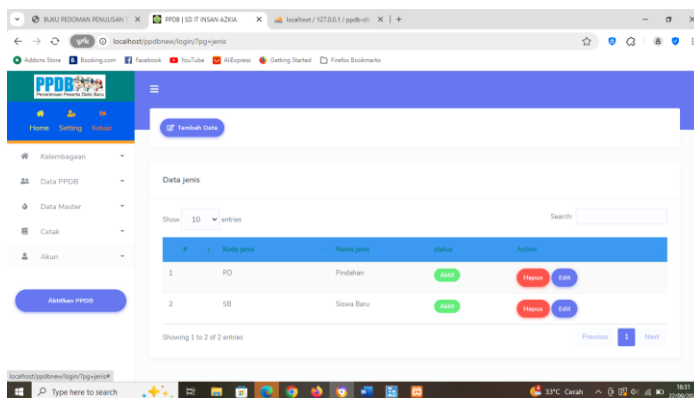 BUKU PEDOMAN PENULISAN
PPDB | SD IT INSAN AZKIA
localhost / 127.0.0.1 / ppdb-sti
VPN
localhost/ppdbnew/login/?pg=jenis
Addons Store
Booking.com
Facebook
YouTube
AliExpress
Getting Started
Firefox Bookmarks
PPDB
Penerimaan Peserta Didik Baru
Home Setting Keluar
Kelembagaan
Data PPDB
Data Master
Cetak
Akun
Aktifkan PPDB
Tambah Data
Data jenis
Show 10 entries
Search:
# Kode jenis Nama jenis status Action
1 PD Pindahan Aktif Hapus Edit
2 SB Siswa Baru Aktif Hapus Edit
Showing 1 to 2 of 2 entries
Previous 1 Next
localhost/ppdbnew/login/?pg=jenis#
Type here to search
33°C Cerah
16:31